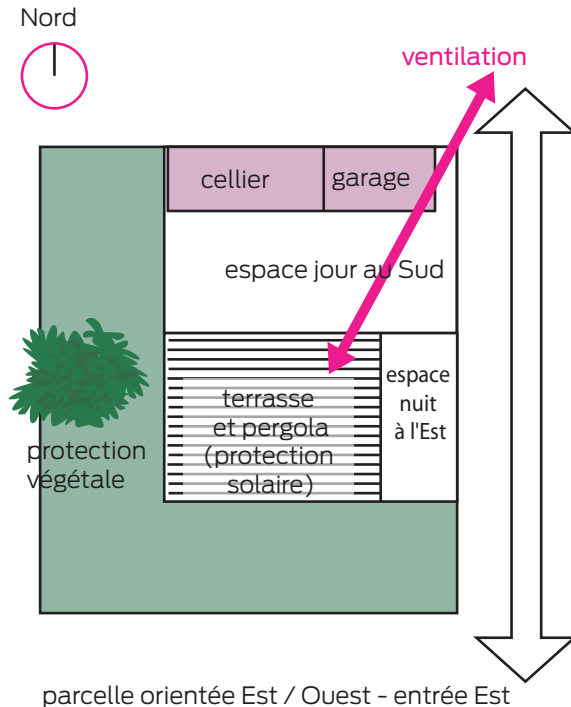 Nord
ventilation
cellier
garage
espace jour au Sud
espace
nuit
à l'Est
terrasse
et pergola
(protection
solaire)
protection
végétale
parcelle orientée Est / Ouest - entrée Est